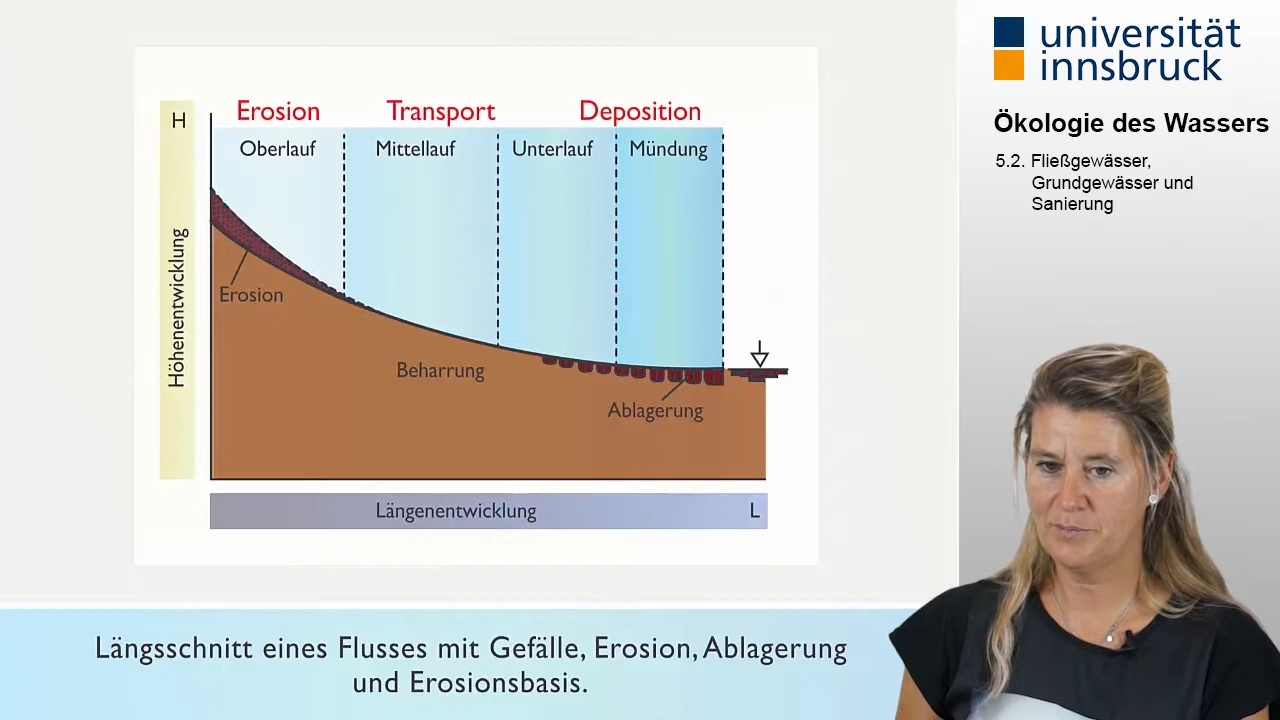 universität
innsbruck
Ökologie des Wassers
5.2. Fließgewässer,
Grundgewässer und
Sanierung
Erosion Transport Deposition
H
Oberlauf Mittellauf Unterlauf Mündung
Höhenentwicklung
Erosion
Beharrung
Ablagerung
Längenentwicklung L
Längsschnitt eines Flusses mit Gefälle, Erosion, Ablagerung
und Erosionsbasis.